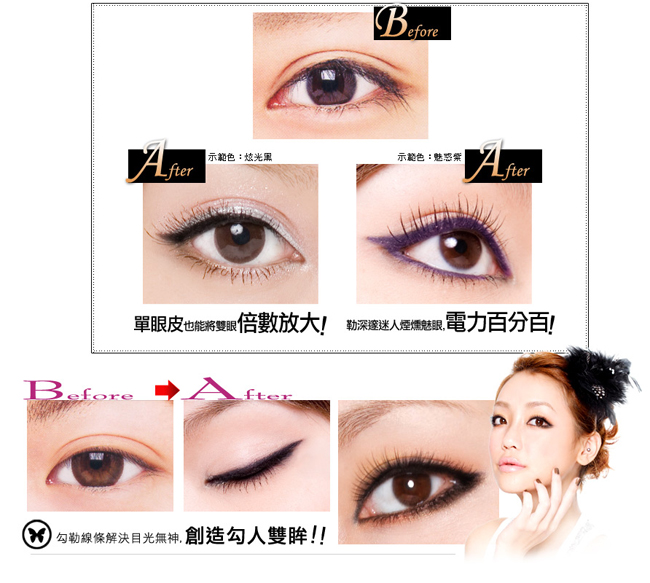 Before
After
示範色：炫光黑
示範色：魅惑紫
After
單眼皮也能將雙眼倍數放大!
勒深邃迷人煙燻魅眼,電力百分百!
Before
After
勾勒線條解決目光無神,創造勾人雙眸!!